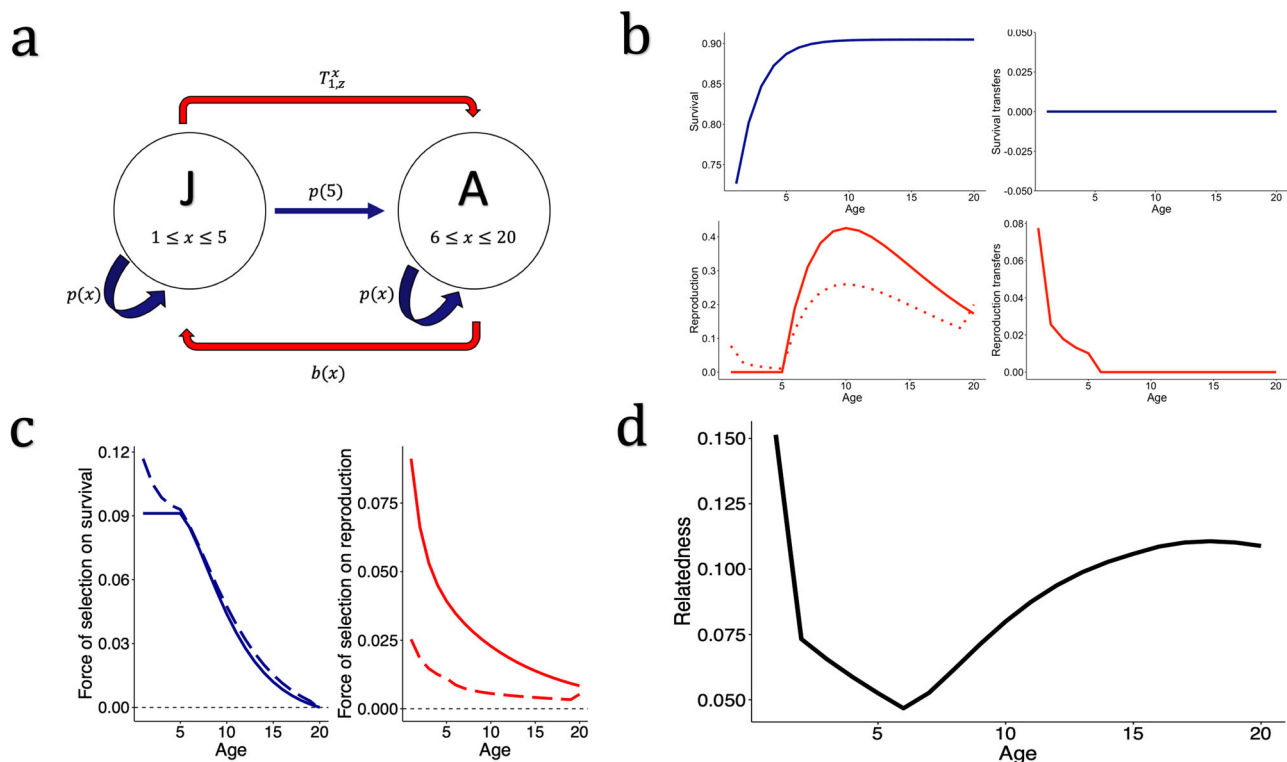 a
T^x_{1,z}
J
1 ≤ x ≤ 5
p(5)
A
6 ≤ x ≤ 20
p(x)
p(x)
b(x)
b
Survival
0.90
0.85
0.80
0.75
5 10 15 20
Age
Survival transfers
0.050
0.025
0.000
-0.025
-0.050
5 10 15 20
Age
Reproduction
0.4
0.3
0.2
0.1
0.0
5 10 15 20
Age
Reproduction transfers
0.08
0.06
0.04
0.02
0.00
5 10 15 20
Age
c
Force of selection on survival
0.12
0.09
0.06
0.03
0.00
5 10 15 20
Age
Force of selection on reproduction
0.075
0.050
0.025
0.000
5 10 15 20
Age
d
Relatedness
0.150
0.125
0.100
0.075
0.050
5 10 15 20
Age